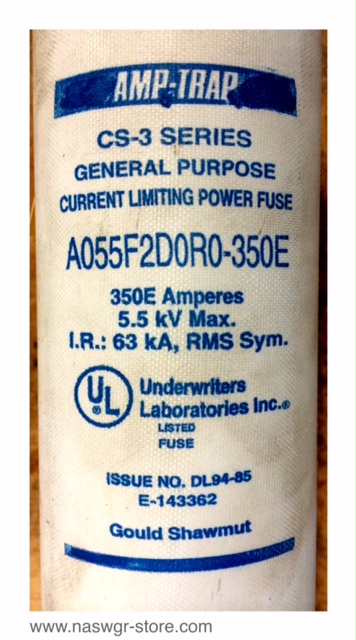 AMP-TRAP
CS-3 SERIES
GENERAL PURPOSE
CURRENT LIMITING POWER FUSE
A055F2D0R0-350E
350E Amperes
5.5 kV Max.
I.R.: 63 kA, RMS Sym.
UL®
Underwriters
Laboratories Inc.®
LISTED
FUSE
ISSUE NO. DL94-85
E-143362
Gould Shawmut
www.naswgr-store.com